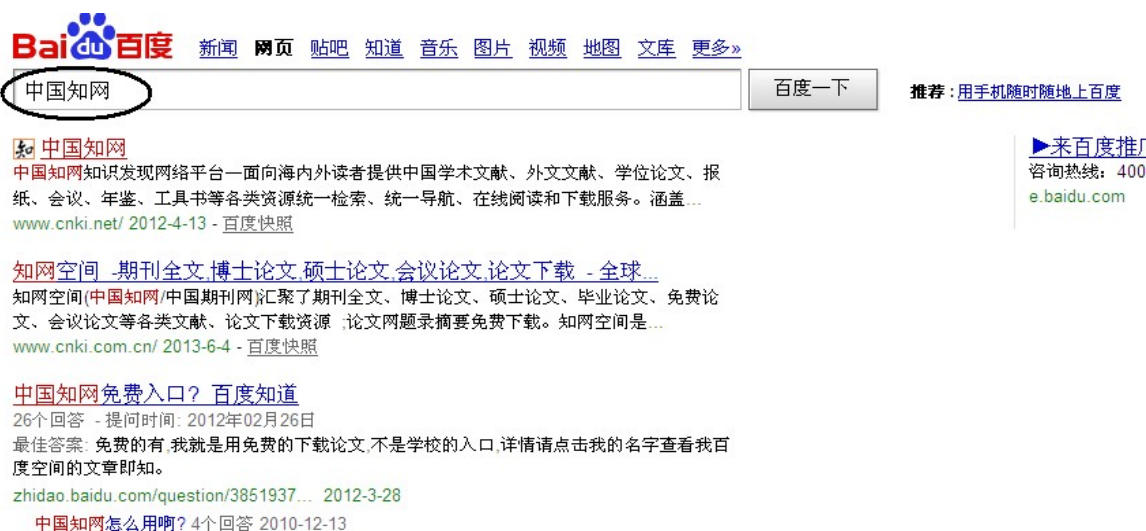 Bai du 百度 新闻 网页 贴吧 知道 音乐 图片 视频 地图 文库 更多»
中国知网 百度一下 推荐 : 用手机随时随地上百度
知 中国知网
中国知网知识发现网络平台—面向海内外读者提供中国学术文献、外文文献、学位论文、报
纸、会议、年鉴、工具书等各类资源统一检索、统一导航、在线阅读和下载服务。涵盖...
www.cnki.net/ 2012-4-13 - 百度快照
▶来百度推广
咨询热线：400
e.baidu.com
知网空间 -期刊全文,博士论文,硕士论文,会议论文,论文下载 - 全球...
知网空间(中国知网/中国期刊网)汇聚了期刊全文、博士论文、硕士论文、毕业论文、免费论
文、会议论文等各类文献、论文下载资源 ;论文网题录摘要免费下载。知网空间是...
www.cnki.com.cn/ 2013-6-4 - 百度快照
中国知网免费入口? 百度知道
26个回答 - 提问时间: 2012年02月26日
最佳答案: 免费的有,我就是用免费的下载论文,不是学校的入口,详情请点击我的名字查看我百
度空间的文章即知。
zhidao.baidu.com/question/3851937... 2012-3-28
中国知网怎么用啊? 4个回答 2010-12-13